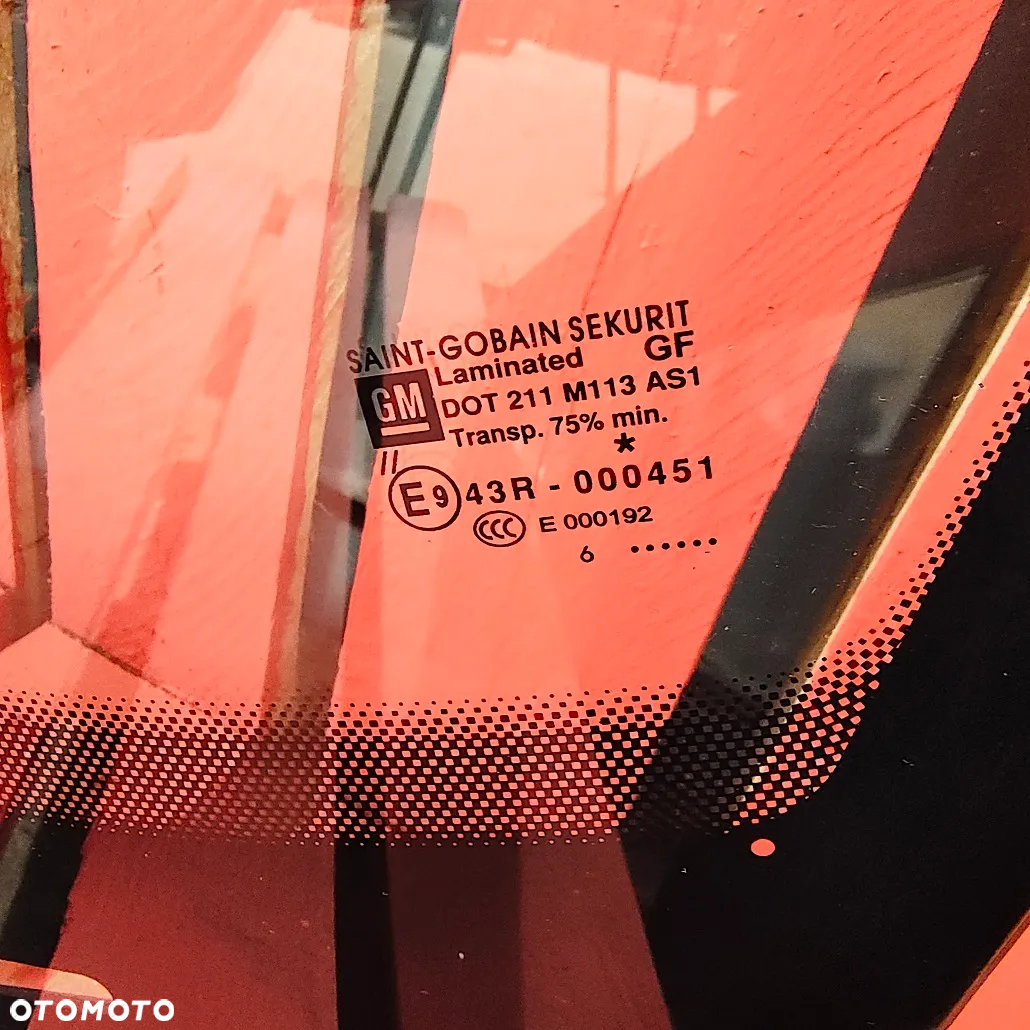 SAINT-GOBAIN SEKURIT
Laminated GF
GM
DOT 211 M113 AS1
Transp. 75% min.
*
II
E9 43R - 000451
CCC E 000192
6 ......
OTOMOTO